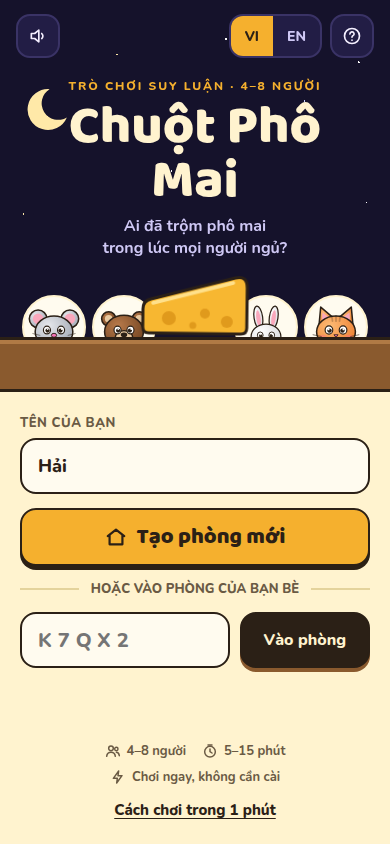 VI
EN
TRÒ CHƠI SUY LUẬN · 4–8 NGƯỜI
Chuột Phô
Mai
Ai đã trộm phô mai
trong lúc mọi người ngủ?
TÊN CỦA BẠN
Hải
Tạo phòng mới
HOẶC VÀO PHÒNG CỦA BẠN BÈ
K 7 Q X 2
Vào phòng
4–8 người
5–15 phút
Chơi ngay, không cần cài
Cách chơi trong 1 phút